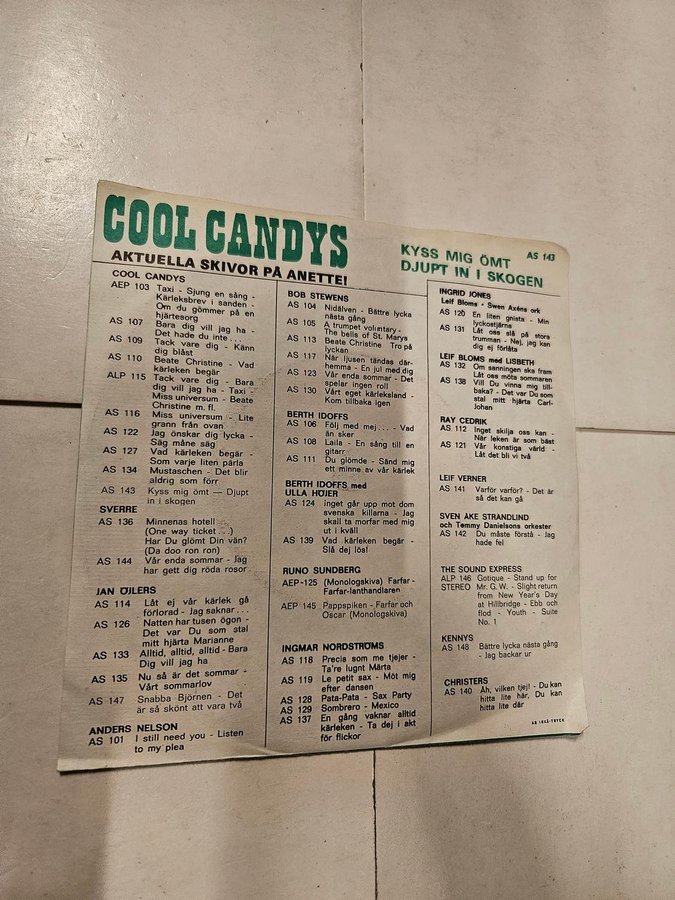 COOL CANDYS
KYSS MIG ÖMT
DJUPT IN I SKOGEN
AS 143
AKTUELLA SKIVOR PÅ ANETTE!
COOL CANDYS
AEP 103 Taxi - Sjung en sång -
Kärleksbrev i sanden -
Om du gömmer på en
hjärtesorg
AS 107 Bara dig vill jag ha -
Det hade du inte . . .
AS 109 Tack vare dig - Känn
dig blåst
AS 110 Beate Christine - Vad
kärleken begär
ALP 115 Tack vare dig - Bara
dig vill jag ha - Taxi -
Miss universum - Beate
Christine m. fl.
AS 116 Miss universum - Lite
grann från ovan
AS 122 Jag önskar dig lycka -
Säg måne säg
AS 127 Vad kärleken begär -
Som varje liten pärla
AS 134 Mustaschen - Det blir
aldrig som förr
AS 143 Kyss mig ömt — Djupt
in i skogen
SVERRE
AS 136 Minnenas hotell
(One way ticket . . .)
Har Du glömt Din vän?
(Da doo ron ron)
AS 144 Vår enda sommar - Jag
har gett dig röda rosor
JAN ÖJLERS
AS 114 Låt ej vår kärlek gå
förlorad - Jag saknar . . .
AS 126 Natten har tusen ögon -
Det var Du som stal
mitt hjärta Marianne
AS 133 Alltid, alltid, alltid - Bara
Dig vill jag ha
AS 135 Nu så är det sommar -
Vårt sommarlov
AS 147 Snabba Björnen - Det
är så skönt att vara två
ANDERS NELSON
AS 101 I still need you - Listen
to my plea
BOB STEWENS
AS 104 Nidälven - Bättre lycka
nästa gång
AS 105 A trumpet voluntary -
The bells of St. Marys
AS 113 Beate Christine Tro på
lyckan
AS 117 När ljusen tändas där-
hemma - En jul med dig
AS 123 Vår enda sommar - Det
spelar ingen roll
AS 130 Vårt eget kärleksland -
Kom tillbaka igen
BERTH IDOFFS
AS 106 Följ med mej . . . - Vad
än sker
AS 108 Laila - En sång till en
gitarr
AS 111 Du glömde - Sänd mig
ett minne av vår kärlek
BERTH IDOFFS med
ULLA HÖJER
AS 124 inget går upp mot dom
svenska killarna - Jag
skall ta morfar med mig
ut i kväll
AS 139 Vad kärleken begär -
Slå dej lös!
RUNO SUNDBERG
AEP-125 (Monologskiva) Farfar -
Farfar-lanthandlaren
AEP 145 Pappspiken - Farfar och
Oscar (Monologskiva)
INGMAR NORDSTRÖMS
AS 118 Precis som me tjejer -
Ta're lugnt Märta
AS 119 Le petit sax - Möt mig
efter dansen
AS 128 Pata-Pata - Sax Party
AS 129 Sombrero - Mexico
AS 137 En gång vaknar alltid
kärleken - Ta dej i akt
för flickor
INGRID JONES
Leif Bloms • Swen Axéns ork
AS 120 En liten gnista - Min
lyckostjärna
AS 131 Låt oss slå på stora
trumman - Nej, jag kan
dig ej förlåta
LEIF BLOMS med LISBETH
AS 132 Om sanningen ska fram
Låt oss möta sommaren
AS 138 Vill Du vinna mig till-
baka? - Det var Du som
stal mitt hjärta Carl-
Johan
RAY CEDRIK
AS 112 Inget skilja oss kan -
När leken är som bäst
AS 121 Vår konstiga värld -
Låt det bli vi två
LEIF VERNER
AS 141 Varför varför? - Det är
så det kan gå
SVEN ÅKE STRANDLIND
och Tommy Danielsons orkester
AS 142 Du måste förstå - Jag
hade fel
THE SOUND EXPRESS
ALP 146 Gotique - Stand up for
STEREO Mr. G.W. - Slight return
from New Year's Day
at Hillbridge - Ebb och
flod - Youth - Suite
No. 1
KENNYS
AS 148 Bättre lycka nästa gång
- Jag backar ur
CHRISTERS
AS 140 Åh, vilken tjej! - Du kan
hitta lite här, Du kan
hitta lite där